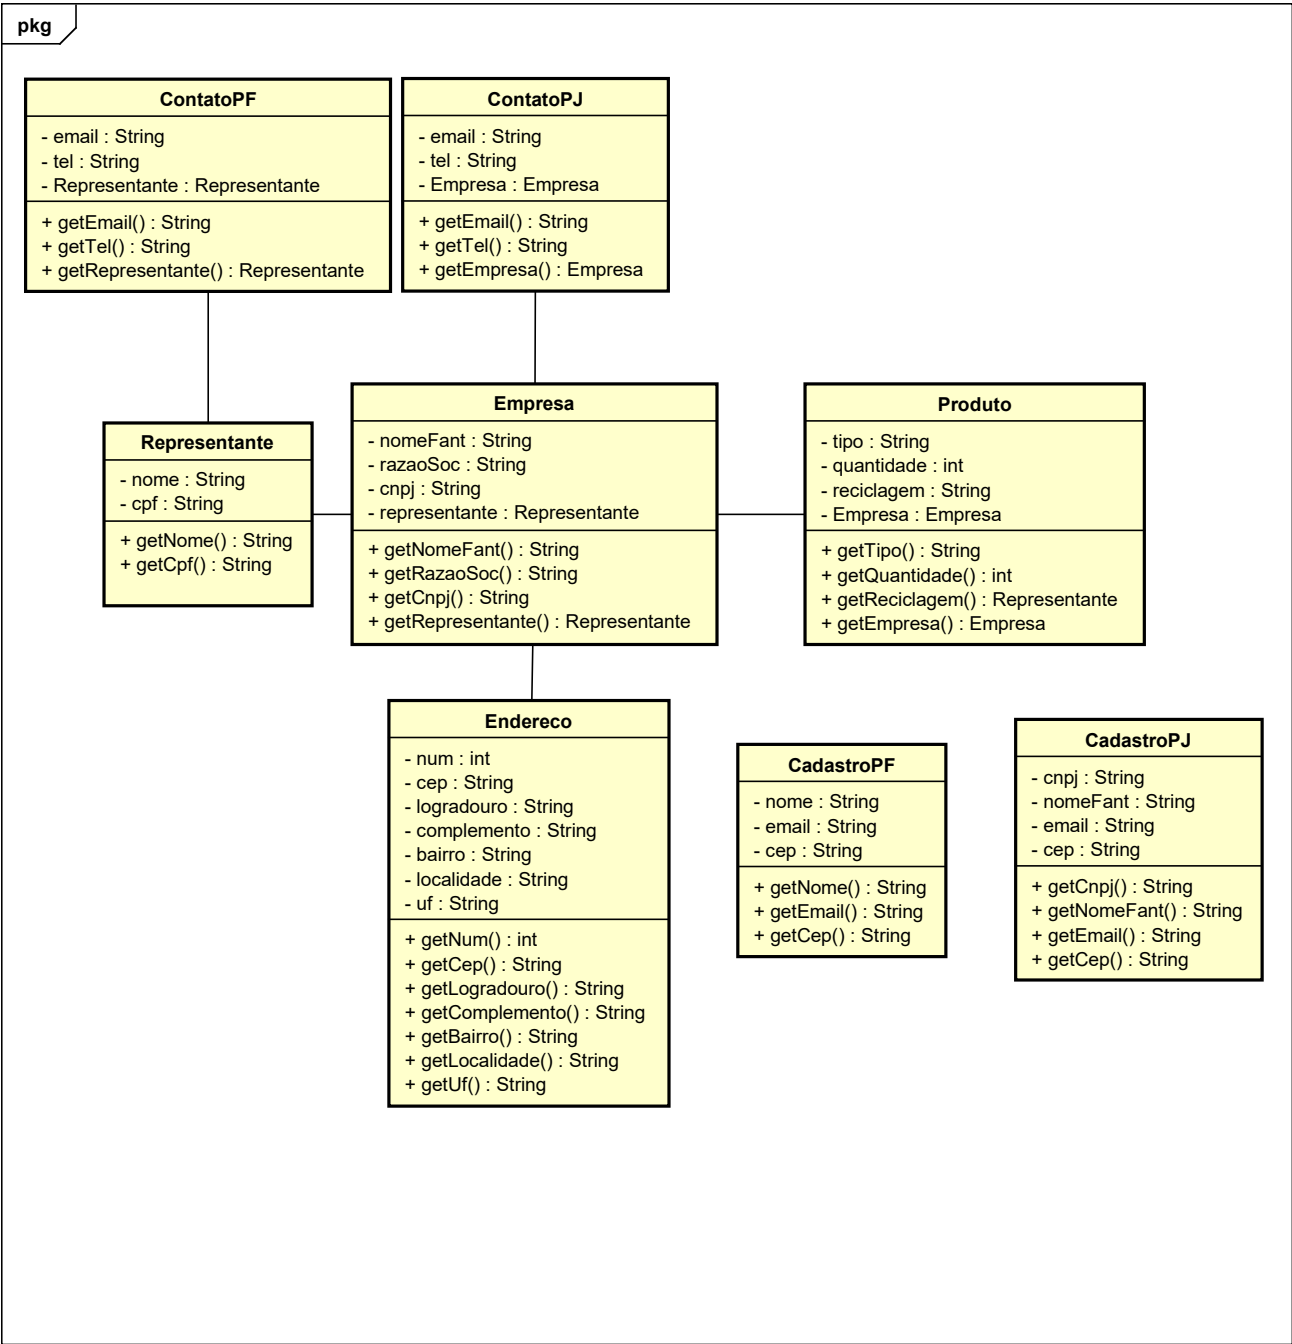 pkg
ContatoPF
- email : String
- tel : String
- Representante : Representante
+ getEmail() : String
+ getTel() : String
+ getRepresentante() : Representante
ContatoPJ
- email : String
- tel : String
- Empresa : Empresa
+ getEmail() : String
+ getTel() : String
+ getEmpresa() : Empresa
Representante
- nome : String
- cpf : String
+ getNome() : String
+ getCpf() : String
Empresa
- nomeFant : String
- razaoSoc : String
- cnpj : String
- representante : Representante
+ getNomeFant() : String
+ getRazaoSoc() : String
+ getCnpj() : String
+ getRepresentante() : Representante
Produto
- tipo : String
- quantidade : int
- reciclagem : String
- Empresa : Empresa
+ getTipo() : String
+ getQuantidade() : int
+ getReciclagem() : Representante
+ getEmpresa() : Empresa
Endereco
- num : int
- cep : String
- logradouro : String
- complemento : String
- bairro : String
- localidade : String
- uf : String
+ getNum() : int
+ getCep() : String
+ getLogradouro() : String
+ getComplemento() : String
+ getBairro() : String
+ getLocalidade() : String
+ getUf() : String
CadastroPF
- nome : String
- email : String
- cep : String
+ getNome() : String
+ getEmail() : String
+ getCep() : String
CadastroPJ
- cnpj : String
- nomeFant : String
- email : String
- cep : String
+ getCnpj() : String
+ getNomeFant() : String
+ getEmail() : String
+ getCep() : String